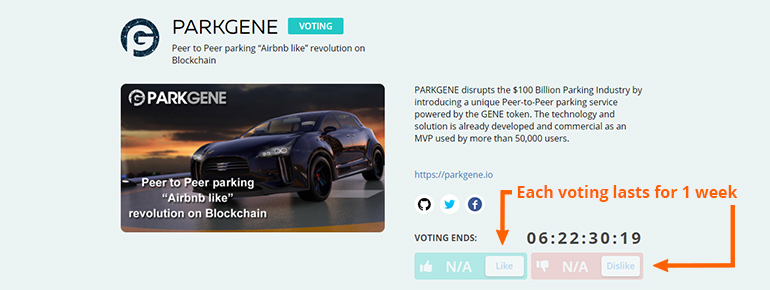 PARKGENE
VOTING
Peer to Peer parking “Airbnb like” revolution on
Blockchain
PARKGENE
Peer to Peer parking
“Airbnb like”
revolution on Blockchain
PARKGENE disrupts the $100 Billion Parking Industry by
introducing a unique Peer-to-Peer parking service
powered by the GENE token. The technology and
solution is already developed and commercial as an
MVP used by more than 50,000 users.
https://parkgene.io
Each voting lasts for 1 week
VOTING ENDS:
06:22:30:19
N/A Like
N/A Dislike